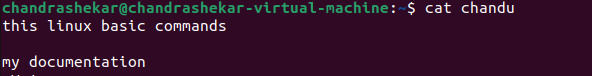 chandrashekar@chandrashekar-virtual-machine:~$ cat chandu
this linux basic commands
my documentation